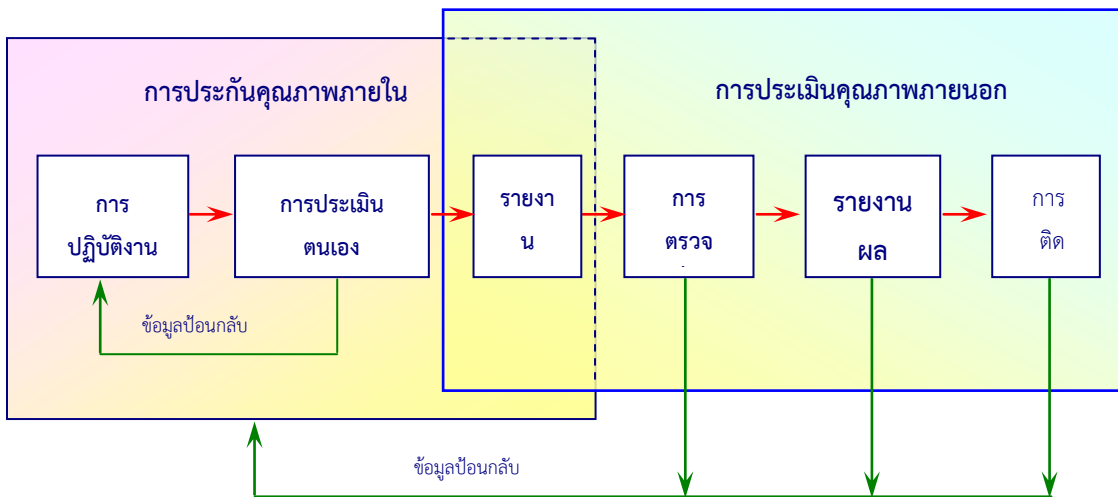 การประกันคุณภาพภายใน
การประเมินคุณภาพภายนอก
การ
ปฏิบัติงาน
การประเมิน
ตนเอง
รายงา
น
การ
ตรวจ
รายงาน
ผล
การ
ติด
ข้อมูลป้อนกลับ
ข้อมูลป้อนกลับ